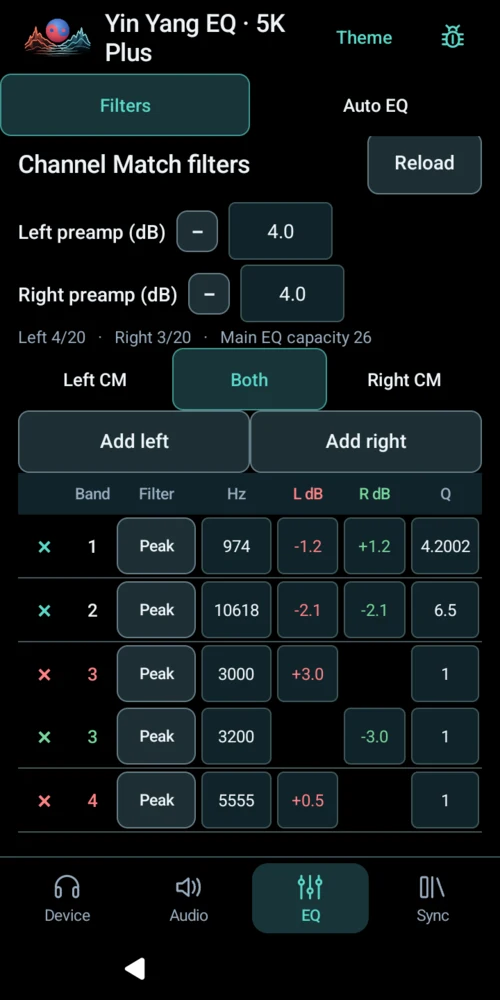 Yin Yang EQ · 5K
Plus
Theme
Filters
Auto EQ
Channel Match filters
Reload
Left preamp (dB) − 4.0
Right preamp (dB) − 4.0
Left 4/20 · Right 3/20 · Main EQ capacity 26
Left CM Both Right CM
Add left Add right
Band Filter Hz L dB R dB Q
× 1 Peak 974 -1.2 +1.2 4.2002
× 2 Peak 10618 -2.1 -2.1 6.5
× 3 Peak 3000 +3.0 1
× 3 Peak 3200 -3.0 1
× 4 Peak 5555 +0.5 1
Device Audio EQ Sync